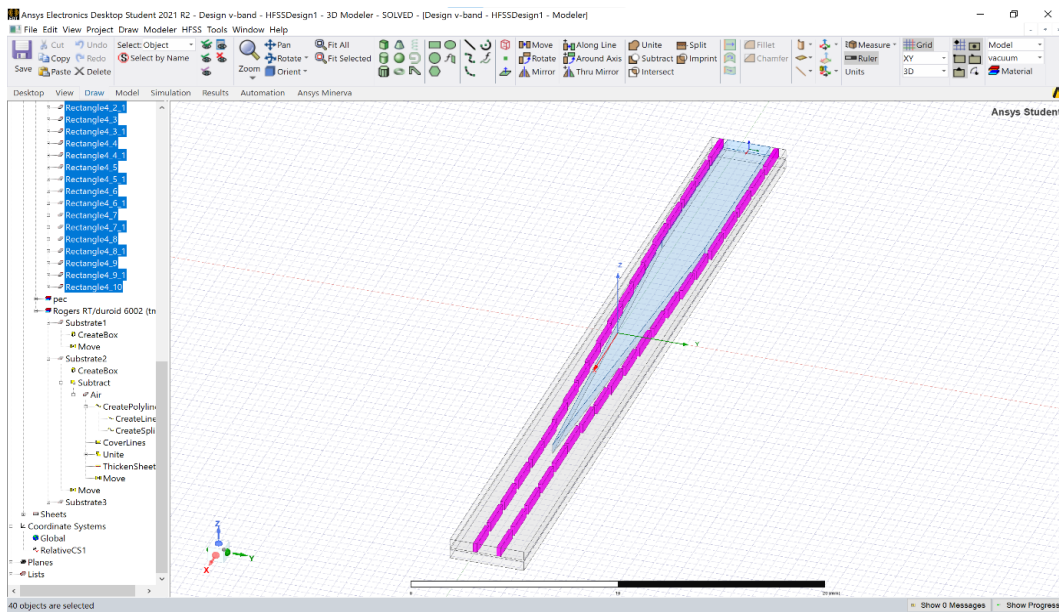 Ansys Electronics Desktop Student 2021 R2 - Design v-band - HFSSDesign1 - 3D Modeler - SOLVED - [Design v-band - HFSSDesign1 - Modeler]
File Edit View Project Draw Modeler HFSS Tools Window Help
Save
Cut Undo Select: Object
Copy Redo Select by Name
Paste Delete
Zoom
Pan Fit All
Rotate Fit Selected
Orient
Move Along Line Unite Split Fillet
Rotate Around Axis Subtract Imprint Chamfer
Mirror Thru Mirror Intersect
Measure Grid Model
Ruler XY vacuum
Units 3D Material
Desktop View Draw Model Simulation Results Automation Ansys Minerva
Rectangle4_2_1
Rectangle4_3
Rectangle4_3_1
Rectangle4_4
Rectangle4_4_1
Rectangle4_5
Rectangle4_5_1
Rectangle4_6
Rectangle4_6_1
Rectangle4_7
Rectangle4_7_1
Rectangle4_8
Rectangle4_8_1
Rectangle4_9
Rectangle4_9_1
Rectangle4_10
pec
Rogers RT/duroid 6002 (tm
Substrate1
CreateBox
Move
Substrate2
CreateBox
Subtract
Air
CreatePolylin
CreateLine
CreateSpli
CoverLines
Unite
ThickenSheet
Move
Move
Substrate3
Sheets
Coordinate Systems
Global
RelativeCS1
Planes
Lists
Ansys Student
Z
Y
Z
Y
X
0
10
20 (mm)
40 objects are selected
Show 0 Messages Show Progress